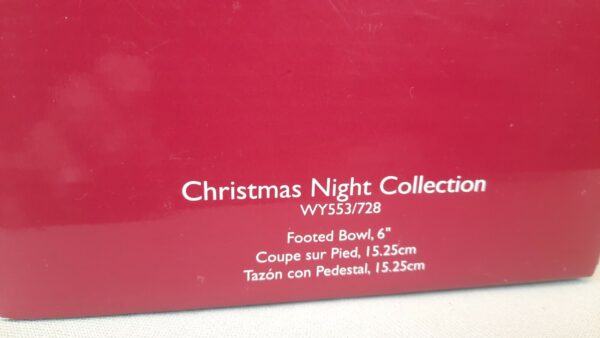 Christmas Night Collection
WY553/728
Footed Bowl, 6"
Coupe sur Pied, 15.25cm
Tazón con Pedestal, 15.25cm